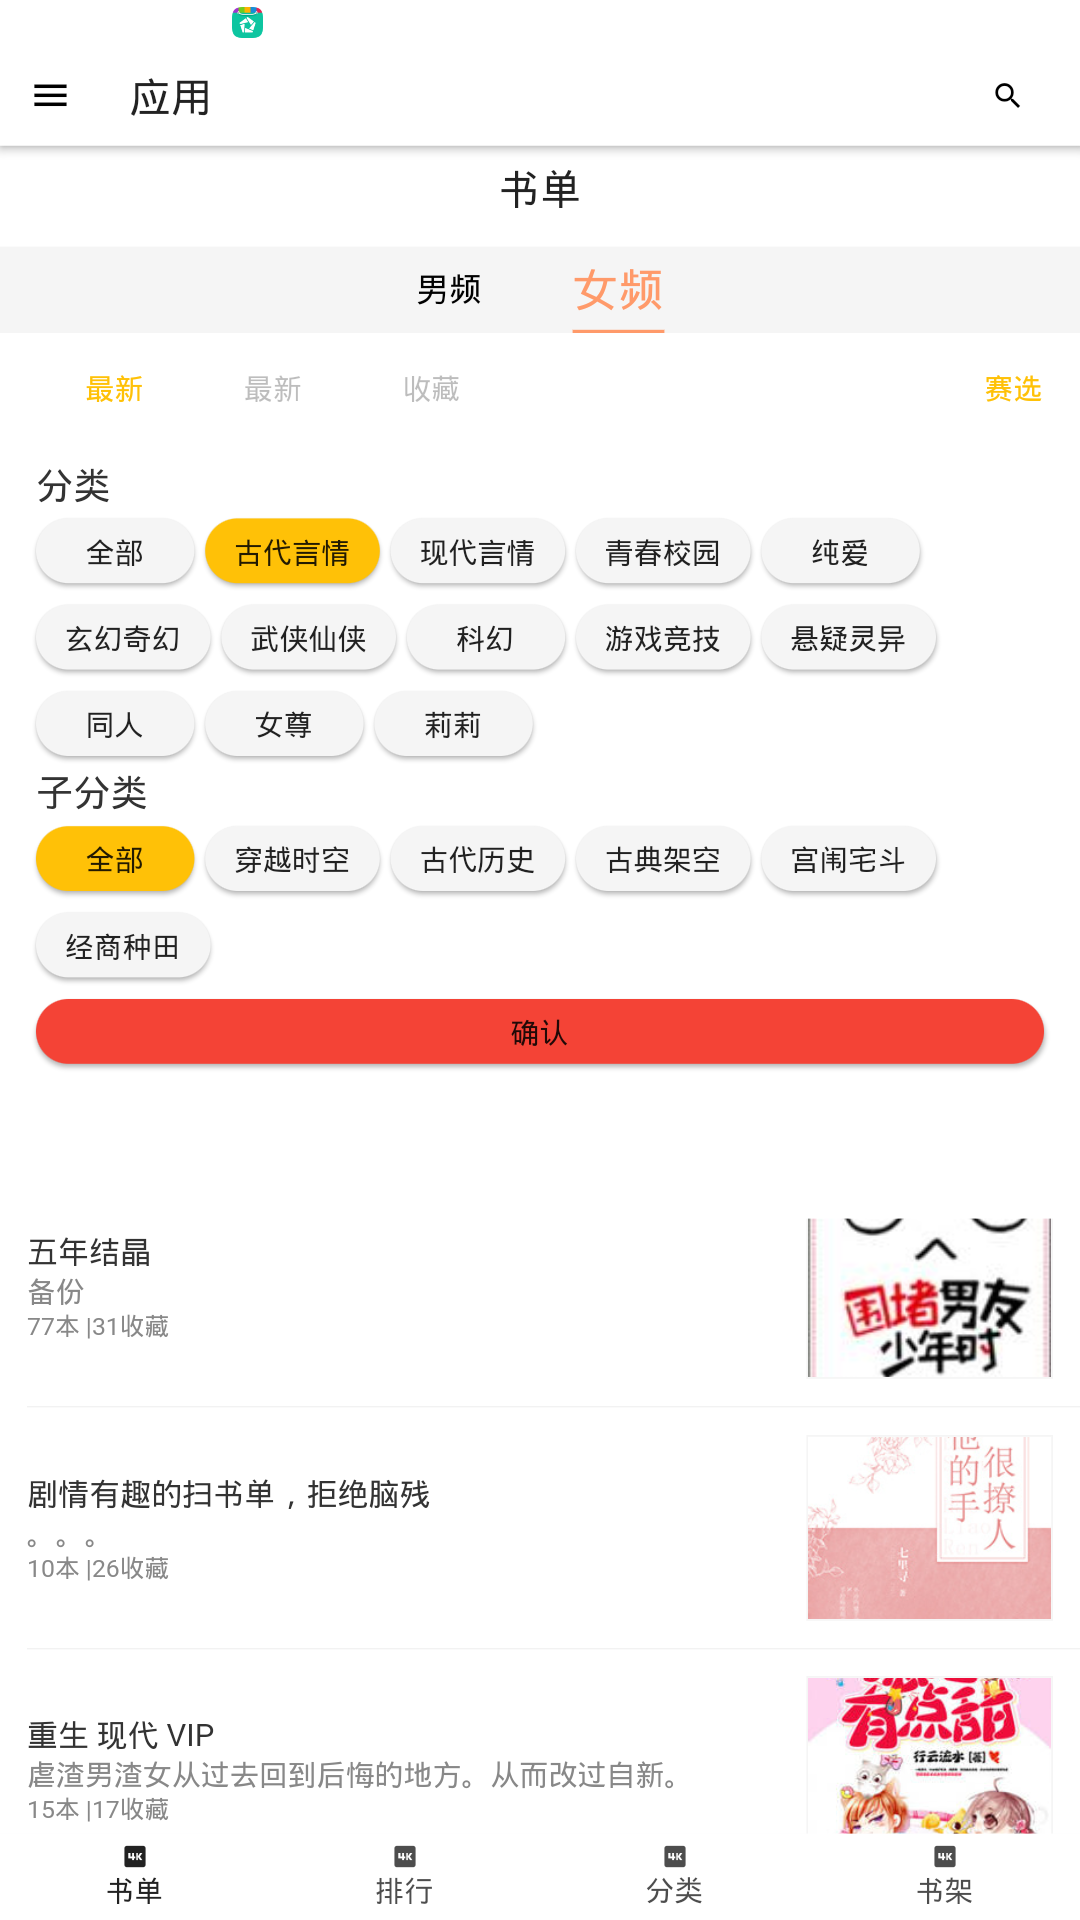 应用
书单
男频 女频
最新 最新 收藏 赛选
分类
全部 古代言情 现代言情 青春校园 纯爱
玄幻奇幻 武侠仙侠 科幻 游戏竞技 悬疑灵异
同人 女尊 莉莉
子分类
全部 穿越时空 古代历史 古典架空 宫闱宅斗
经商种田
确认
五年结晶
备份
77本 |31收藏
围堵男友
少年时
剧情有趣的扫书单，拒绝脑残
。。。
10本 |26收藏
他的手
很撩人
七里寻 著
重生 现代 VIP
虐渣男渣女从过去回到后悔的地方。从而改过自新。
15本 |17收藏
有点甜
行云流水 [著]
4K 4K 4K 4K
书单 排行 分类 书架